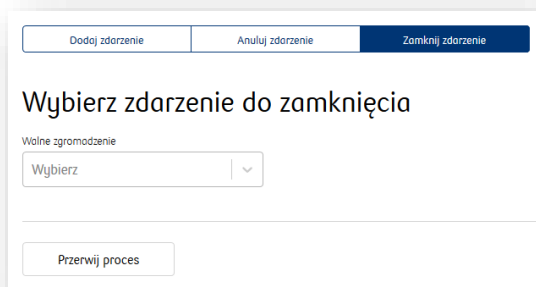 Dodaj zdarzenie
Anuluj zdarzenie
Zamknij zdarzenie
Wybierz zdarzenie do zamknięcia
Walne zgromadzenie
Wybierz
Przerwij proces